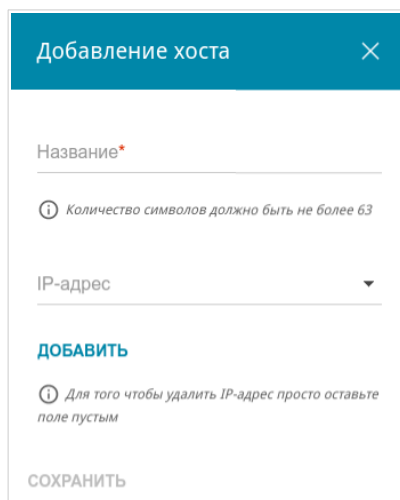 Добавление хоста
Название*
Количество символов должно быть не более 63
IP-адрес
ДОБАВИТЬ
Для того чтобы удалить IP-адрес просто оставьте
поле пустым
СОХРАНИТЬ